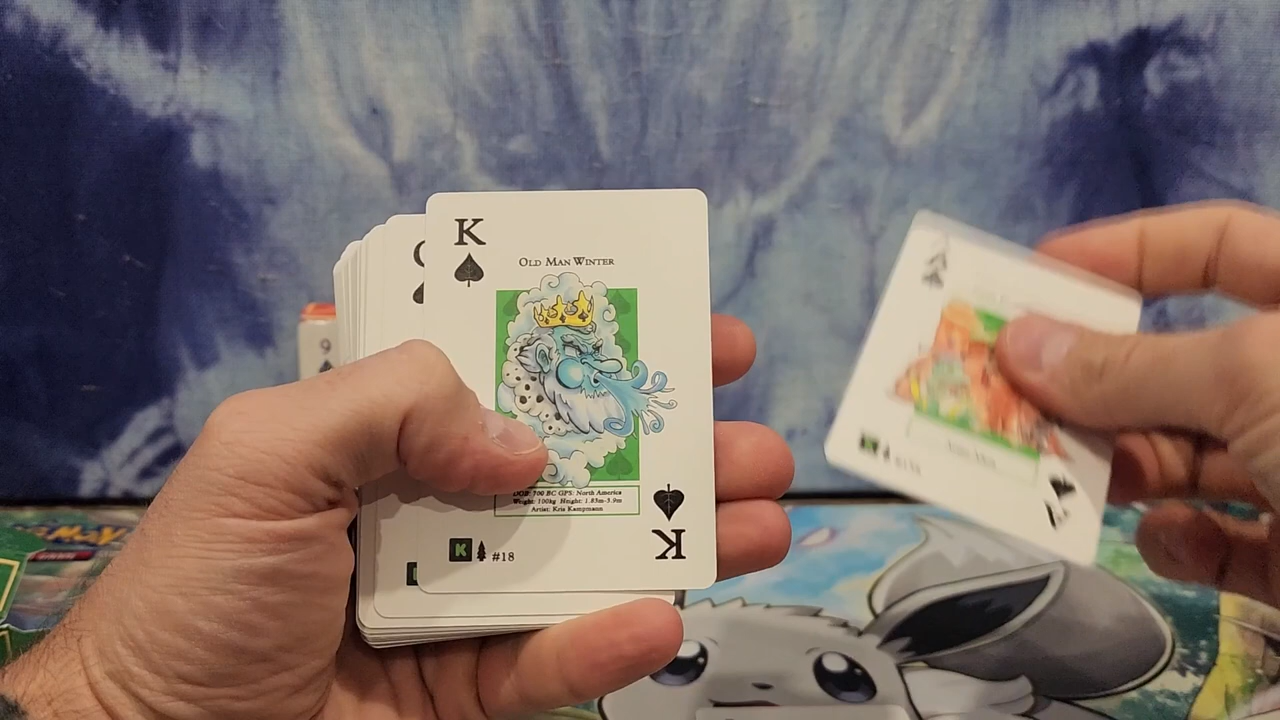 K
OLD MAN WINTER
DOB: 700 BC GPS: North America
Weight: 100kg Height: 1.83m-3.9m
Artist: Kris Kampmann
K #18
K
9
A